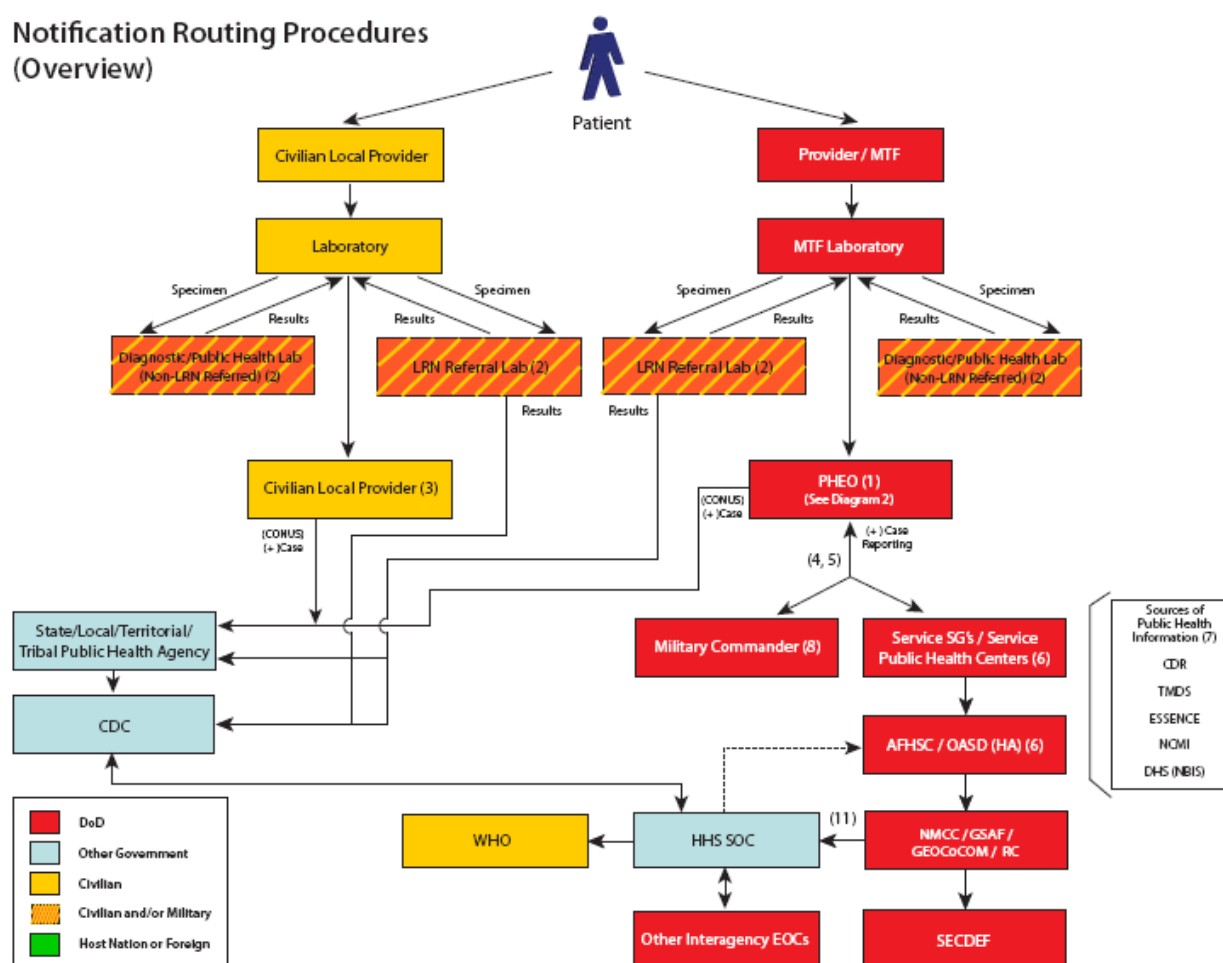 Notification Routing Procedures
(Overview)
Patient
Civilian Local Provider
Provider / MTF
Laboratory
MTF Laboratory
Specimen
Results
Results
Specimen
Specimen
Results
Results
Specimen
Diagnostic/Public Health Lab
(Non-LRN Referred) (2)
LRN Referral Lab (2)
LRN Referral Lab (2)
Diagnostic/Public Health Lab
(Non-LRN Referred) (2)
Results
Results
Civilian Local Provider (3)
PHEO (1)
(See Diagram 2)
(CONUS)
(+)Case
(CONUS)
(+)Case
(+)Case
Reporting
(4, 5)
State/Local/Territorial/
Tribal Public Health Agency
Military Commander (8)
Service SG's / Service
Public Health Centers (6)
Sources of
Public Health
Information (7)
CDR
TMDS
ESSENCE
NCMI
DHS (NBIS)
CDC
AFHSC / OASD (HA) (6)
DoD
Other Government
Civilian
Civilian and/or Military
Host Nation or Foreign
WHO
HHS SOC
(11)
NMCC /GSAF /
GEOCoCOM / RC
Other Interagency EOCs
SECDEF